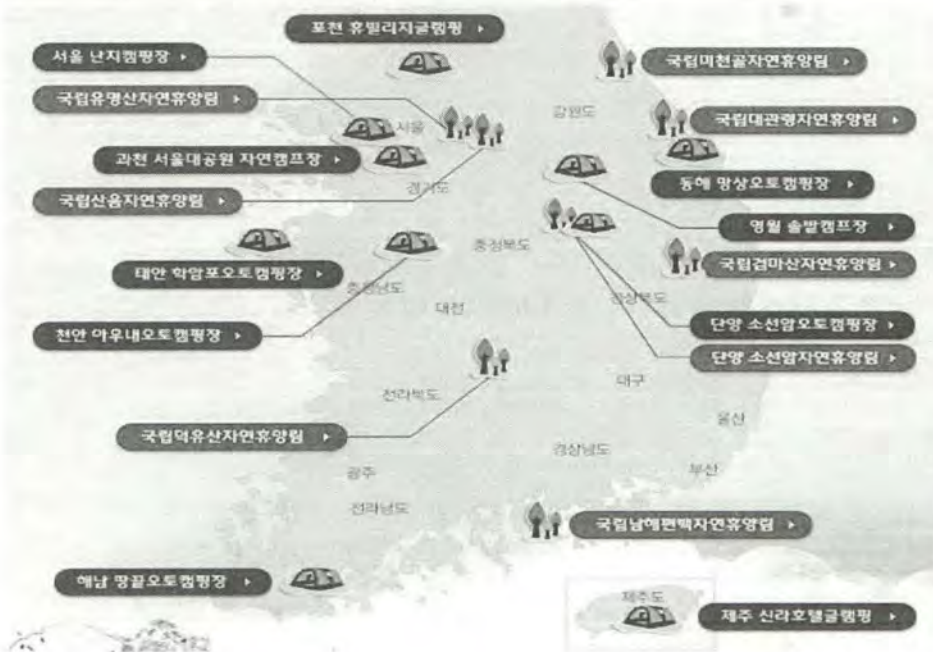 포천 휴빌리지글램핑 ▸
서울 난지캠핑장 ▸
국립미천골자연휴양림 ▸
국립유명산자연휴양림 ▸
강원도
국립대관령자연휴양림 ▸
서울
과천 서울대공원 자연캠프장 ▸
동해 망상오토캠핑장 ▸
경기도
국립산음자연휴양림 ▸
영월 솔밭캠프장 ▸
충청북도
국립검마산자연휴양림 ▸
태안 학암포오토캠핑장 ▸
충청남도
경상북도
대전
단양 소선암오토캠핑장 ▸
천안 아우내오토캠핑장 ▸
단양 소선암자연휴양림 ▸
대구
전라북도
울산
국립덕유산자연휴양림 ▸
경상남도
광주
부산
전라남도
국립남해편백자연휴양림 ▸
해남 땅끝오토캠핑장 ▸
제주도
제주 신라호텔글램핑 ▸